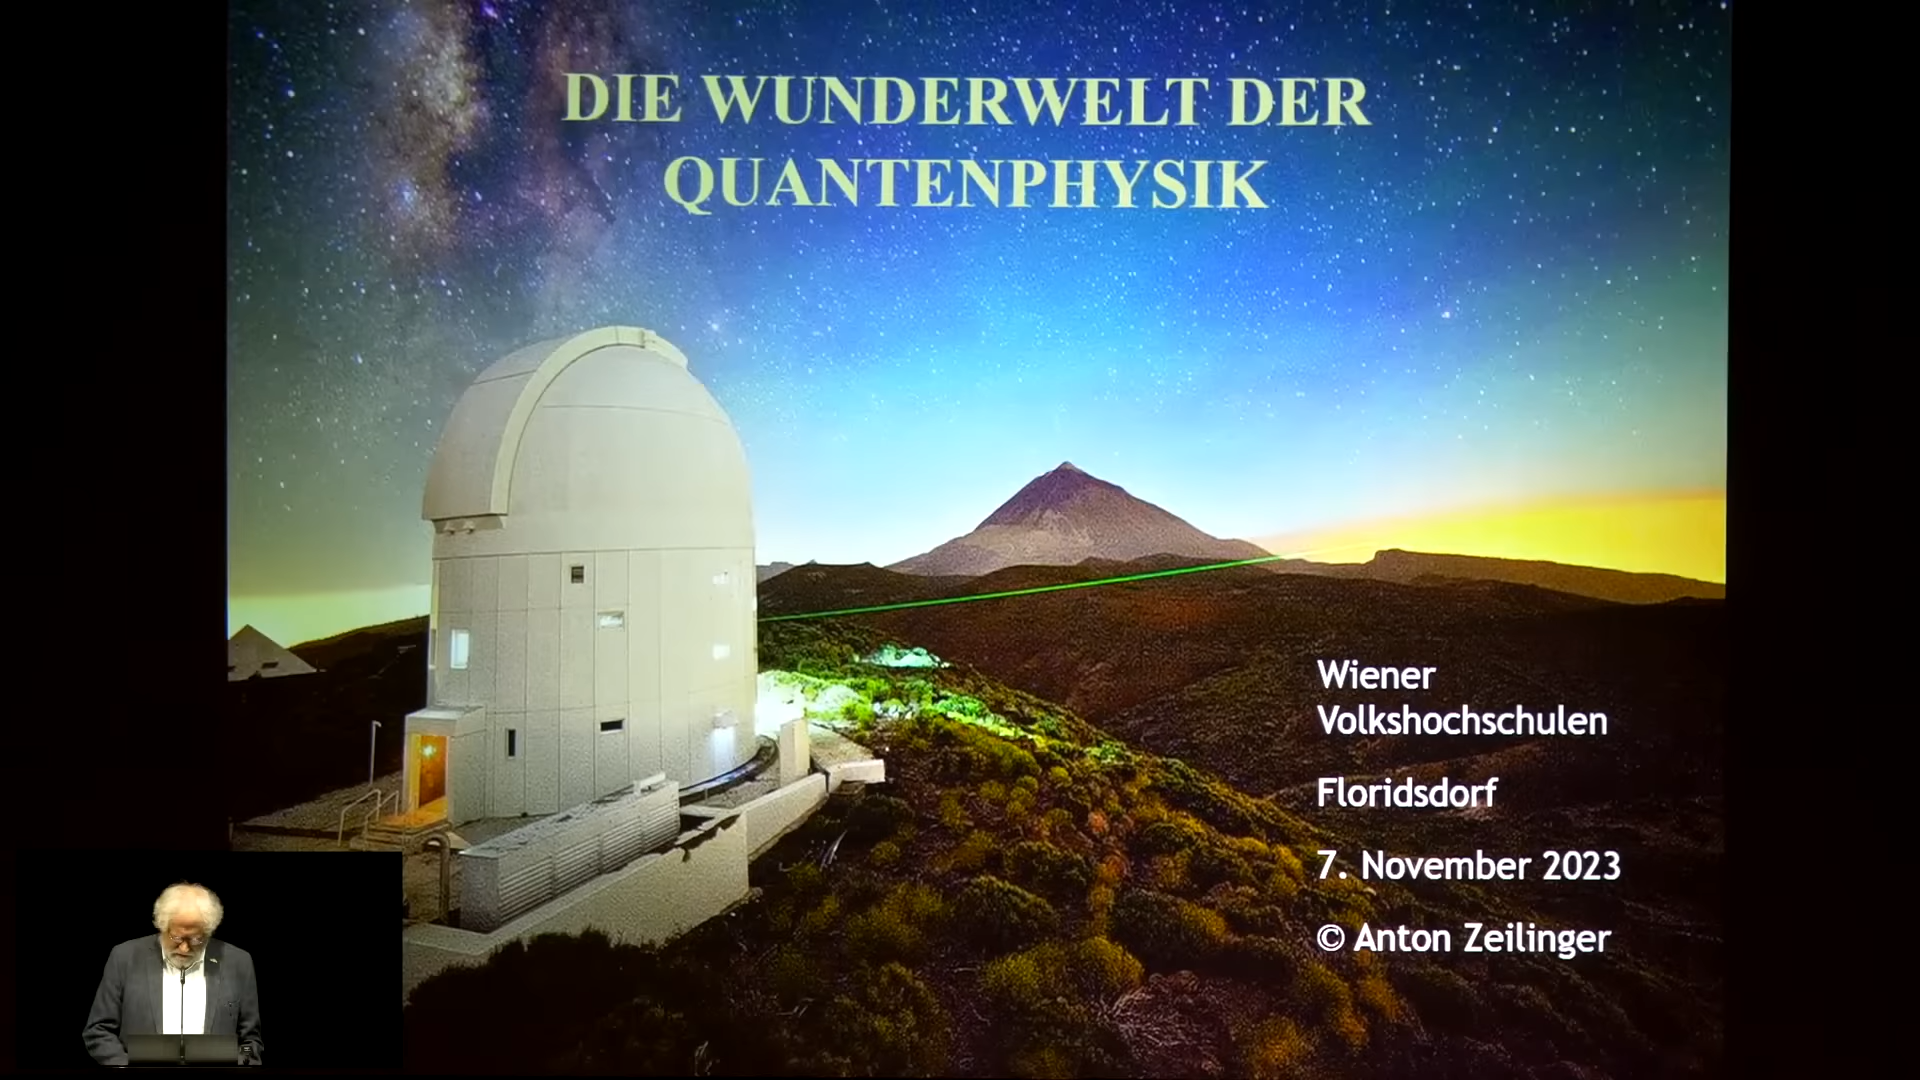 DIE WUNDERWELT DER
QUANTENPHYSIK
Wiener
Volkshochschulen
Floridsdorf
7. November 2023
© Anton Zeilinger